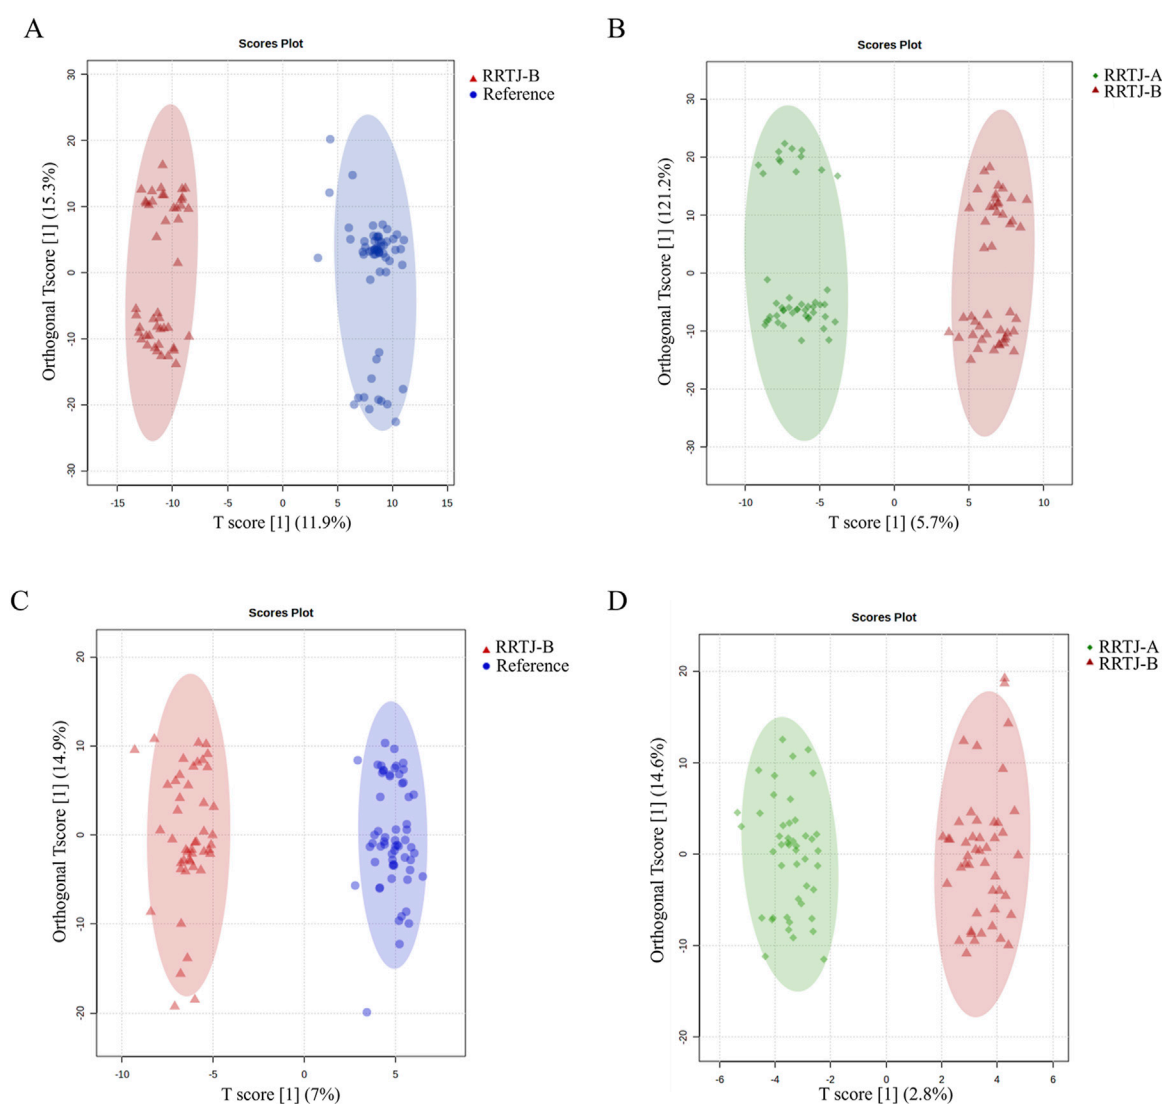 A
Scores Plot
RRTJ-B
Reference
Orthogonal Tscore [1] (15.3%)
30
20
10
0
-10
-20
-30
-15
-10
-5
0
5
10
15
T score [1] (11.9%)
B
Scores Plot
RRTJ-A
RRTJ-B
Orthogonal Tscore [1] (121.2%)
30
20
10
0
-10
-20
-30
-10
-5
0
5
10
T score [1] (5.7%)
C
Scores Plot
RRTJ-B
Reference
Orthogonal Tscore [1] (14.9%)
20
10
0
-10
-20
-10
-5
0
5
T score [1] (7%)
D
Scores Plot
RRTJ-A
RRTJ-B
Orthogonal Tscore [1] (14.6%)
20
10
0
-10
-20
-6
-4
-2
0
2
4
6
T score [1] (2.8%)